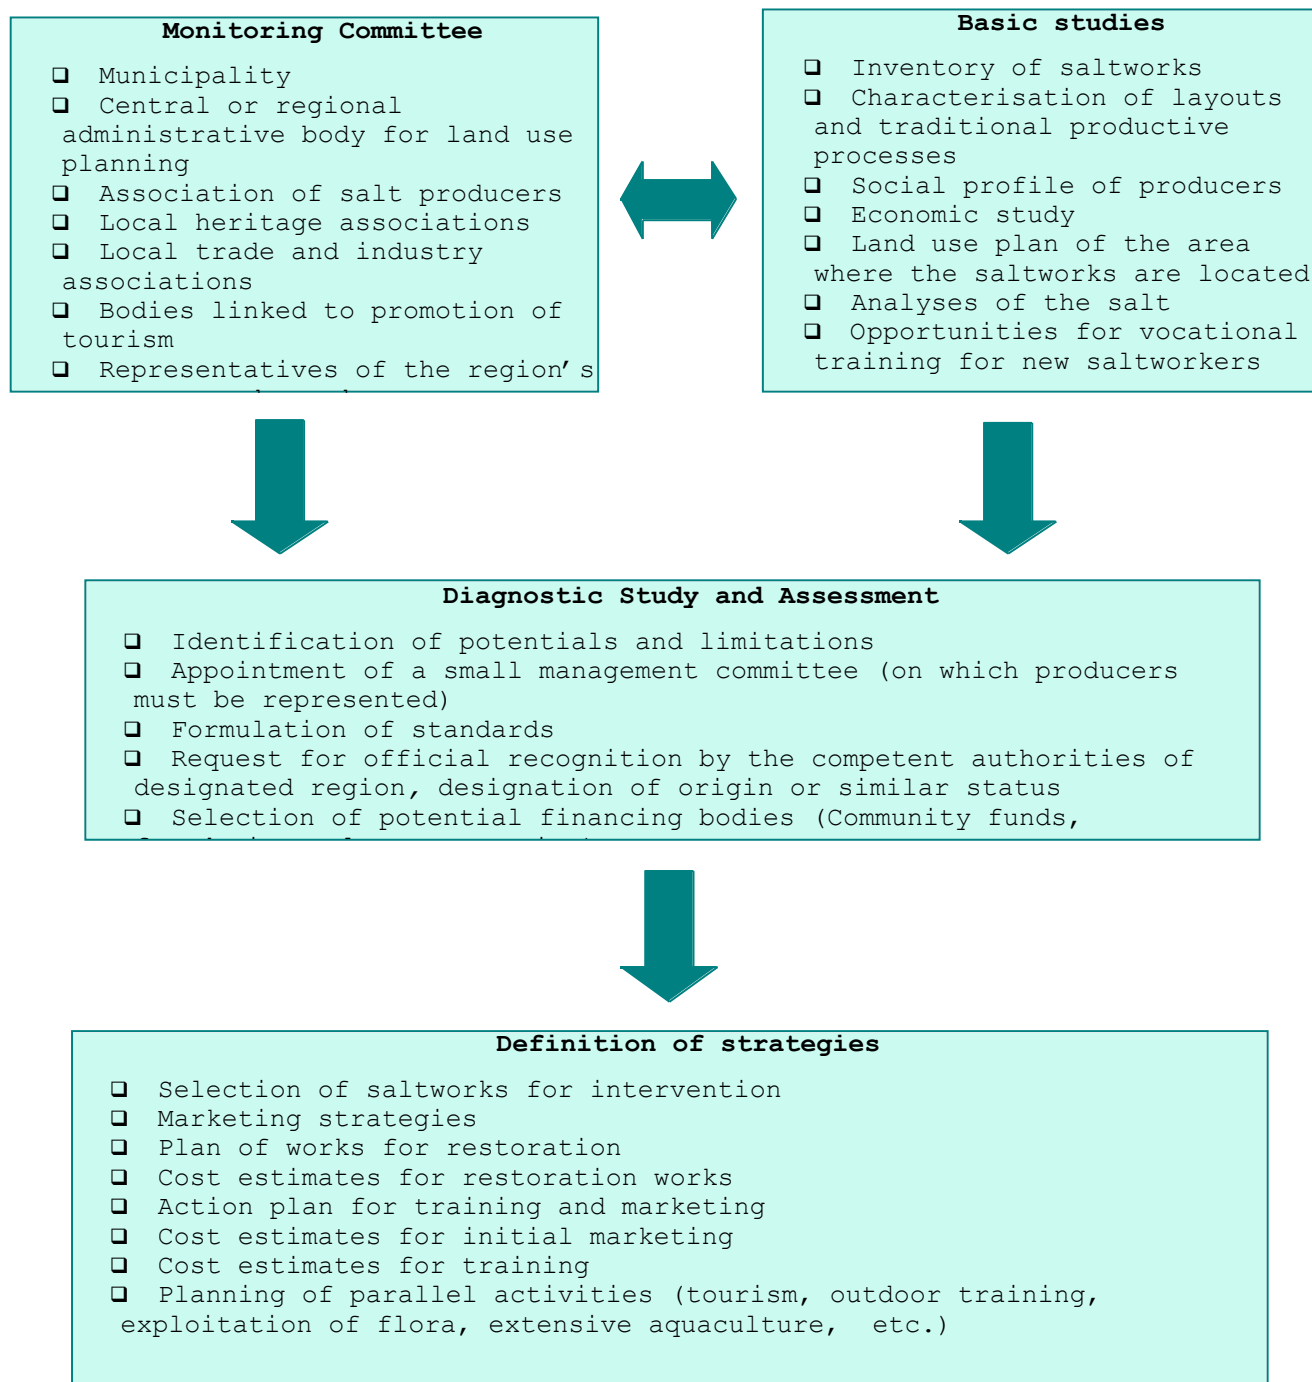 Monitoring Committee
❑ Municipality
❑ Central or regional
administrative body for land use
planning
❑ Association of salt producers
❑ Local heritage associations
❑ Local trade and industry
associations
❑ Bodies linked to promotion of
tourism
❑ Representatives of the region’s
Basic studies
❑ Inventory of saltworks
❑ Characterisation of layouts
and traditional productive
processes
❑ Social profile of producers
❑ Economic study
❑ Land use plan of the area
where the saltworks are located
❑ Analyses of the salt
❑ Opportunities for vocational
training for new saltworkers
Diagnostic Study and Assessment
❑ Identification of potentials and limitations
❑ Appointment of a small management committee (on which producers
must be represented)
❑ Formulation of standards
❑ Request for official recognition by the competent authorities of
designated region, designation of origin or similar status
❑ Selection of potential financing bodies (Community funds,
Definition of strategies
❑ Selection of saltworks for intervention
❑ Marketing strategies
❑ Plan of works for restoration
❑ Cost estimates for restoration works
❑ Action plan for training and marketing
❑ Cost estimates for initial marketing
❑ Cost estimates for training
❑ Planning of parallel activities (tourism, outdoor training,
exploitation of flora, extensive aquaculture, etc.)